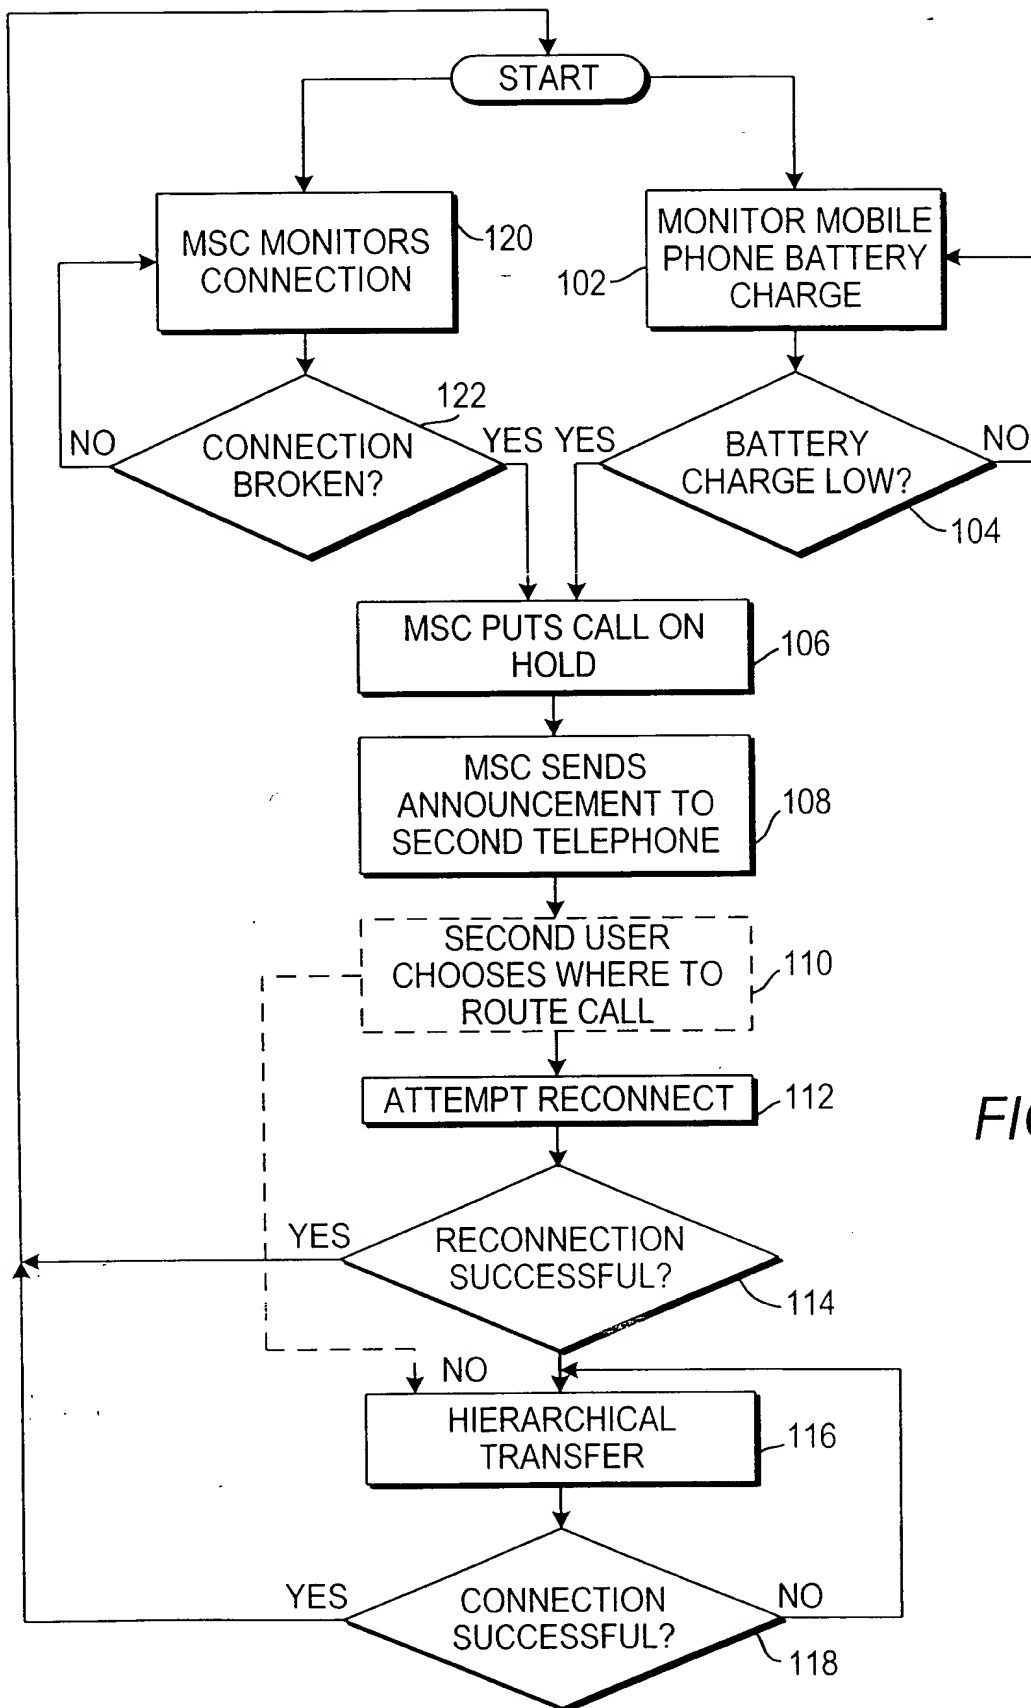 START
MSC MONITORS
CONNECTION
120
MONITOR MOBILE
PHONE BATTERY
CHARGE
102
122
NO
CONNECTION
BROKEN?
YES
YES
BATTERY
CHARGE LOW?
NO
104
MSC PUTS CALL ON
HOLD
106
MSC SENDS
ANNOUNCEMENT TO
SECOND TELEPHONE
108
SECOND USER
CHOOSES WHERE TO
ROUTE CALL
110
ATTEMPT RECONNECT
112
YES
RECONNECTION
SUCCESSFUL?
114
NO
HIERARCHICAL
TRANSFER
116
YES
CONNECTION
SUCCESSFUL?
NO
118